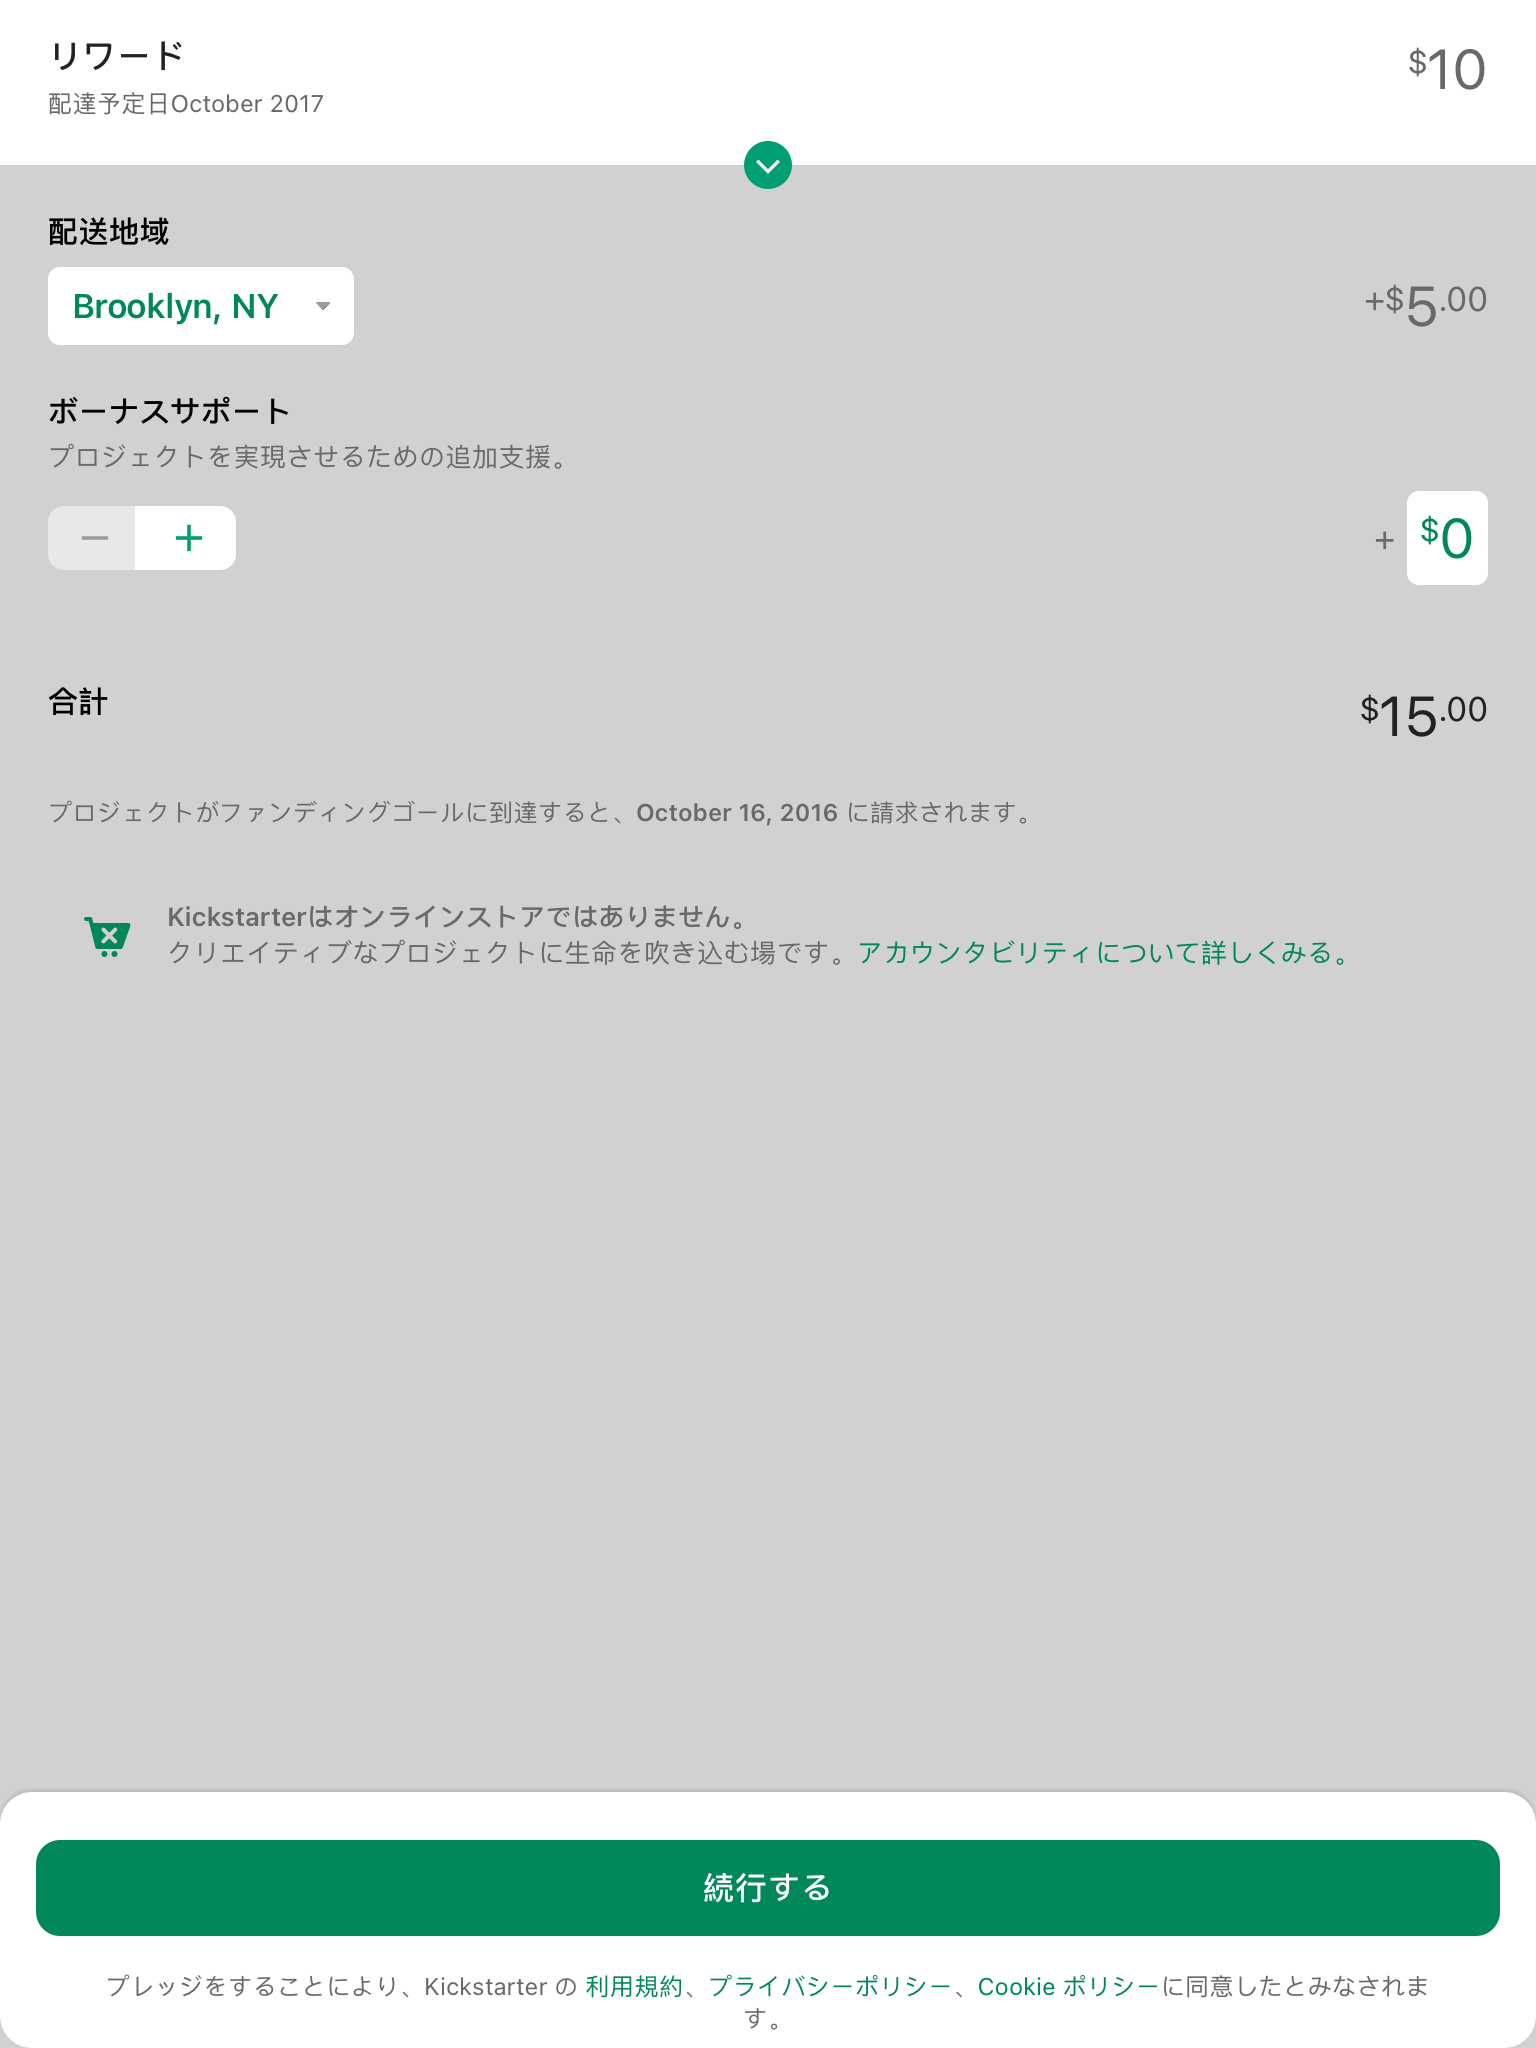 リワード
$10
配達予定日October 2017
配送地域
Brooklyn, NY
+$5.00
ボーナスサポート
プロジェクトを実現させるための追加支援。
+ $0
合計
$15.00
プロジェクトがファンディングゴールに到達すると、October 16, 2016 に請求されます。
Kickstarterはオンラインストアではありません。
クリエイティブなプロジェクトに生命を吹き込む場です。アカウンタビリティについて詳しくみる。
続行する
プレッジをすることにより、Kickstarter の 利用規約、プライバシーポリシー、Cookie ポリシーに同意したとみなされま
す。